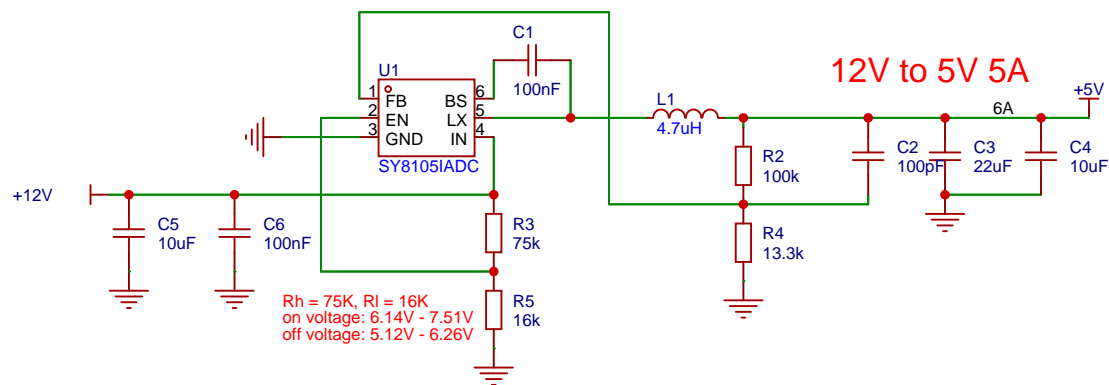 C1
100nF
U1
1
FB
2
EN
3
GND
BS
6
LX
5
IN
4
SY8105IADC
12V to 5V 5A
+5V
6A
L1
4.7uH
R2
100k
C2
100pF
C3
22uF
C4
10uF
+12V
C5
10uF
C6
100nF
R3
75k
R4
13.3k
R5
16k
Rh = 75K, Rl = 16K
on voltage: 6.14V - 7.51V
off voltage: 5.12V - 6.26V